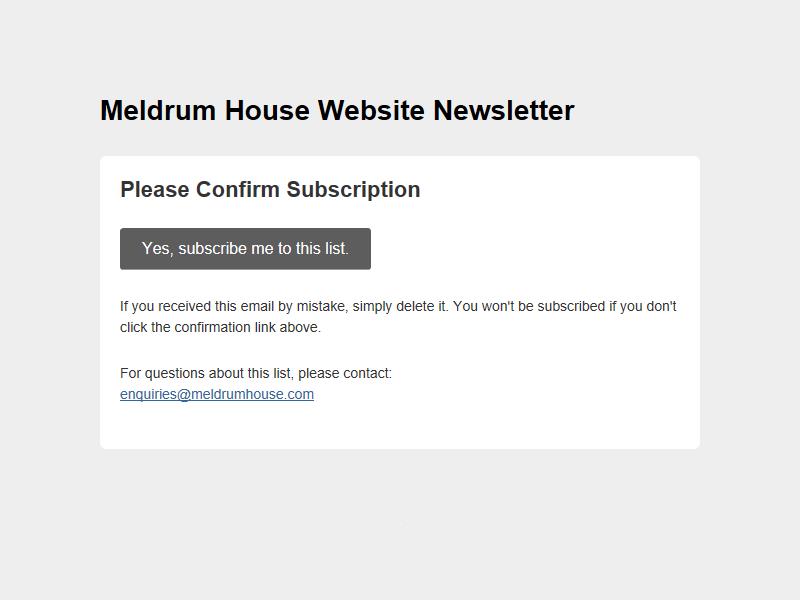 Meldrum House Website Newsletter
Please Confirm Subscription
Yes, subscribe me to this list.
If you received this email by mistake, simply delete it. You won't be subscribed if you don't
click the confirmation link above.
For questions about this list, please contact:
enquiries@meldrumhouse.com